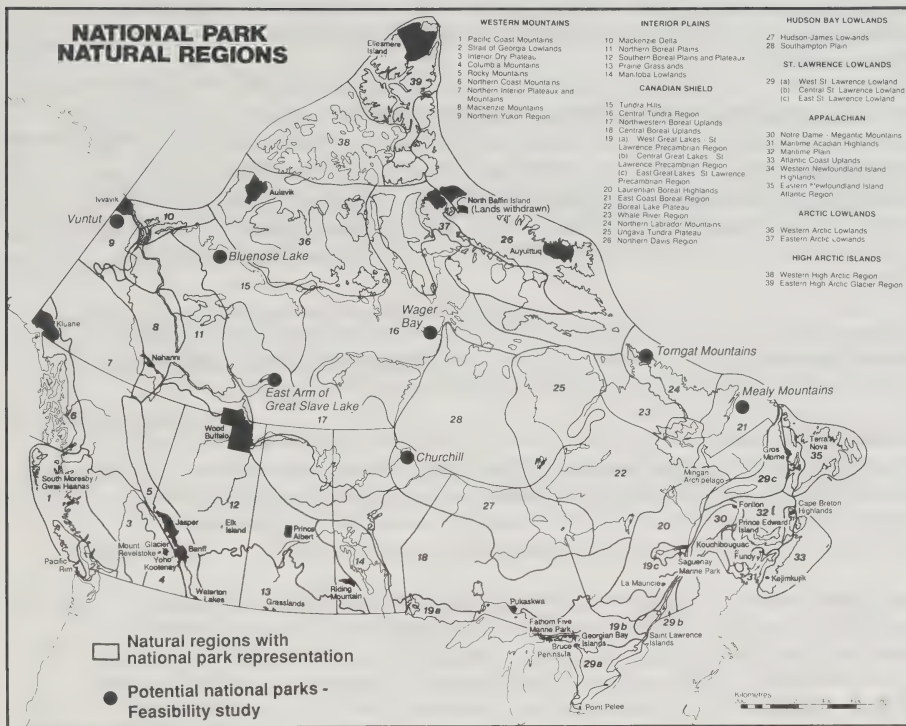 NATIONAL PARK
NATURAL REGIONS
WESTERN MOUNTAINS
1 Pacific Coast Mountains
2 Strait of Georgia Lowlands
3 Interior Dry Plateau
4 Columbia Mountains
5 Rocky Mountains
6 Northern Coast Mountains
7 Northern Interior Plateaux and
Mountains
8 Mackenzie Mountains
9 Northern Yukon Region
INTERIOR PLAINS
10 Mackenzie Delta
11 Northern Boreal Plains
12 Southern Boreal Plains and Plateaux
13 Prairie Grasslands
14 Manitoba Lowlands
CANADIAN SHIELD
15 Tundra Hills
16 Central Tundra Region
17 Northwestern Boreal Uplands
18 Central Boreal Uplands
19 (a) West Great Lakes - St
Lawrence Precambrian Region
(b) Central Great Lakes - St
Lawrence Precambrian Region
(c) East Great Lakes St Lawrence
Precambrian Region
20 Laurentian Boreal Highlands
21 East Coast Boreal Region
22 Boreal Lake Plateau
23 Whale River Region
24 Northern Labrador Mountains
25 Ungava Tundra Plateau
26 Northern Davis Region
HUDSON BAY LOWLANDS
27 Hudson-James Lowlands
28 Southampton Plain
ST. LAWRENCE LOWLANDS
29 (a) West St Lawrence Lowland
(b) Central St Lawrence Lowland
(c) East St Lawrence Lowland
APPALACHIAN
30 Notre Dame - Megantic Mountains
31 Maritime Acadian Highlands
32 Maritime Plain
33 Atlantic Coast Uplands
34 Western Newfoundland Island
Highlands
35 Eastern Newfoundland Island
Atlantic Region
ARCTIC LOWLANDS
36 Western Arctic Lowlands
37 Eastern Arctic Lowlands
HIGH ARCTIC ISLANDS
38 Western High Arctic Region
39 Eastern High Arctic Glacier Region
Ellesmere
Island
39
38
Ivvavik
Vuntut
9
10
Aulavik
Bluenose Lake
36
15
North Baffin Island
(Lands withdrawn)
37
26
Auyuittuq
Kluane
7
8
11
Nahanni
Wager
Bay
16
East Arm of
Great Slave Lake
17
Wood
Buffalo
28
Churchill
25
Torngat Mountains
24
23
Mealy Mountains
21
Terra
Nova
35
Gros
Morne
34
Mingan
Archipelago
29c
22
27
6
South Moresby /
Gwaii Haanas
1
5
12
3
Jasper
Elk
Island
Prince
Albert
Mount
Revelstoke
Glacier
Yoho
Kootenay
Banff
4
Pacific
Rim
Waterton
Lakes
13
Grasslands
Riding
Mountain
14
18
19a
20
19c
30
Forillon
32
Cape Breton
Highlands
Prince Edward
Island
Kouchibouguac
Saguenay
Marine Park
Fundy
31
33
Kejimkujik
La Mauricie
Pukaskwa
Fathom Five
Marine Park
Georgian Bay
Islands
Bruce
Peninsula
19b
29b
Saint Lawrence
Islands
29a
Point Pelee
Natural regions with
national park representation
Potential national parks -
Feasibility study
Kilometres